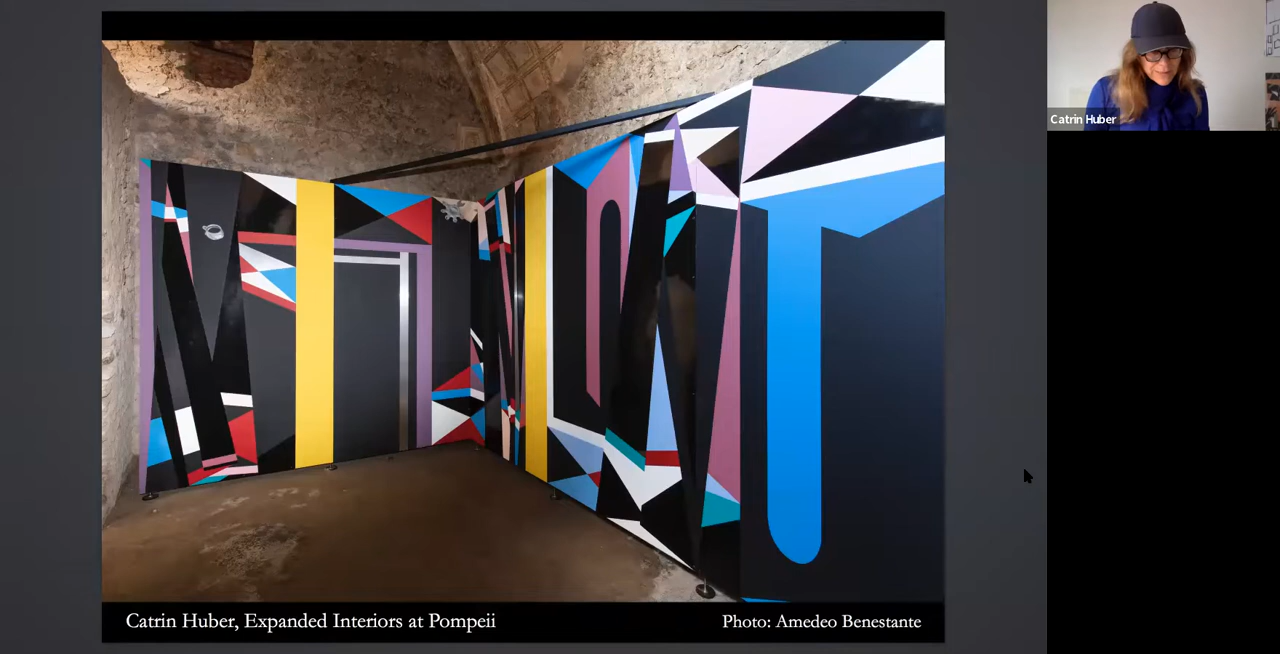 Catrin Huber
Catrin Huber, Expanded Interiors at Pompeii
Photo: Amedeo Benestante